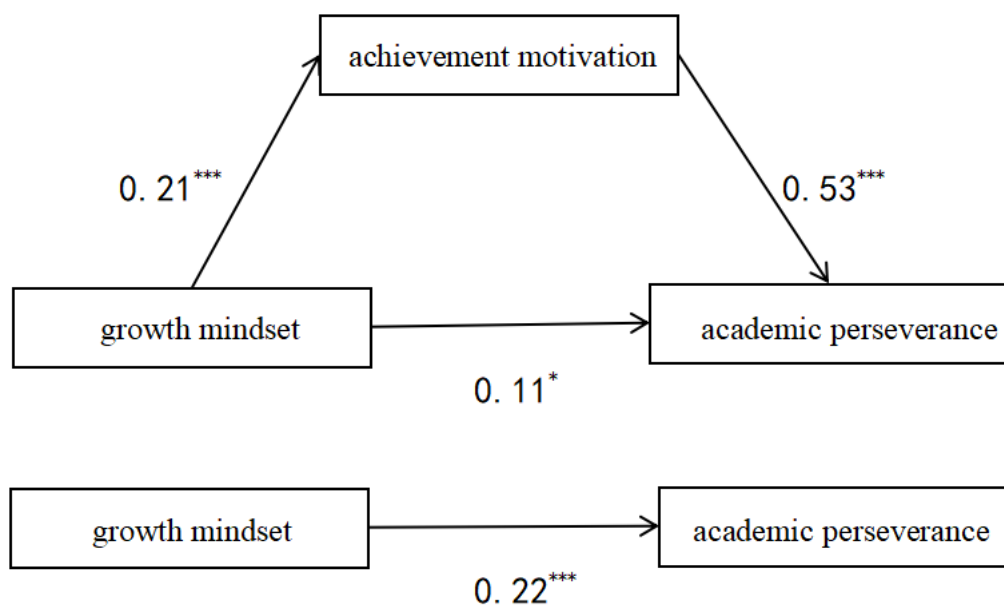 achievement motivation
0.21***
0.53***
growth mindset
academic perseverance
0.11*
growth mindset
academic perseverance
0.22***